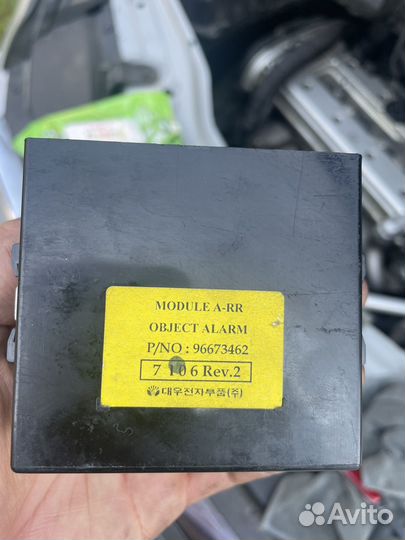 MODULE A-RR
OBJECT ALARM
P/NO : 96673462
7 1 0 6 Rev.2
대우전자부품(주)
Avito